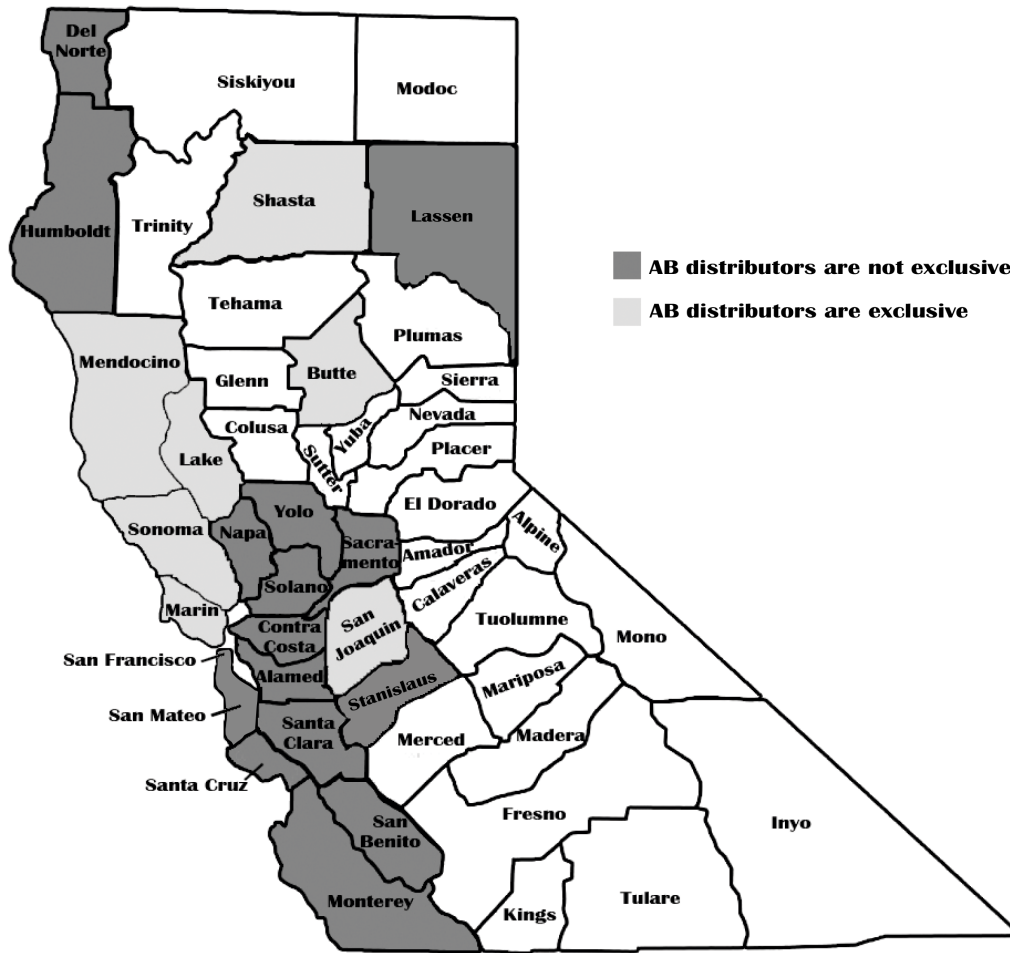 Del
Norte
Siskiyou
Modoc
Shasta
Lassen
Humboldt
Trinity
AB distributors are not exclusive
AB distributors are exclusive
Tehama
Plumas
Mendocino
Glenn
Butte
Sierra
Colusa
Yuba
Nevada
Placer
Lake
Sutter
El Dorado
Sonoma
Napa
Yolo
Sacra-
mento
Amador
Alpine
Solano
Calaveras
Marin
Contra
Costa
San
Joaquin
Tuolumne
Mono
San Francisco
Alamed
Stanislaus
Mariposa
San Mateo
Santa
Clara
Merced
Madera
Santa Cruz
San
Benito
Fresno
Inyo
Monterey
Kings
Tulare